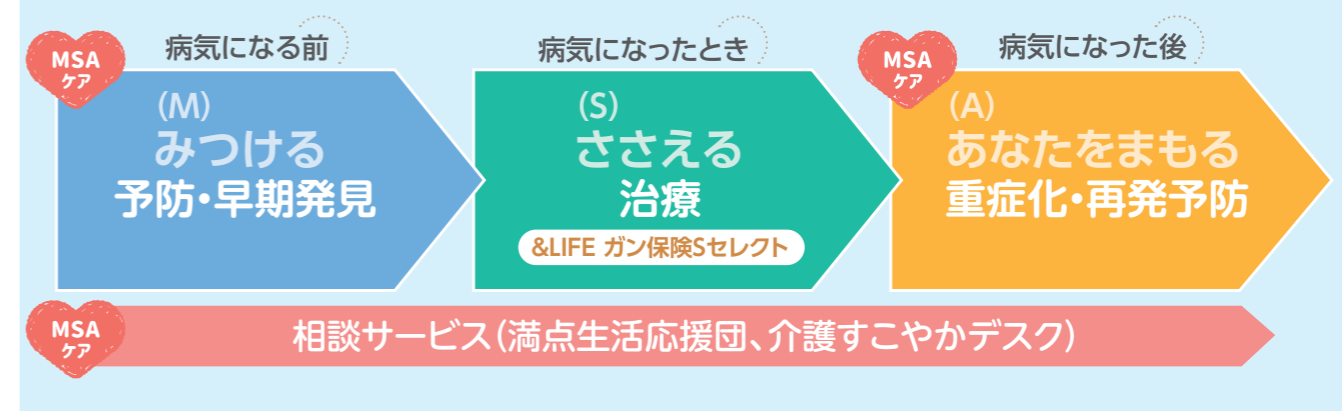 MSA
ケア
病気になる前
(M)
みつける
予防・早期発見
病気になったとき
(S)
ささえる
治療
&LIFE ガン保険Sセレクト
MSA
ケア
病気になった後
(A)
あなたをまもる
重症化・再発予防
MSA
ケア
相談サービス(満点生活応援団、介護すこやかデスク)